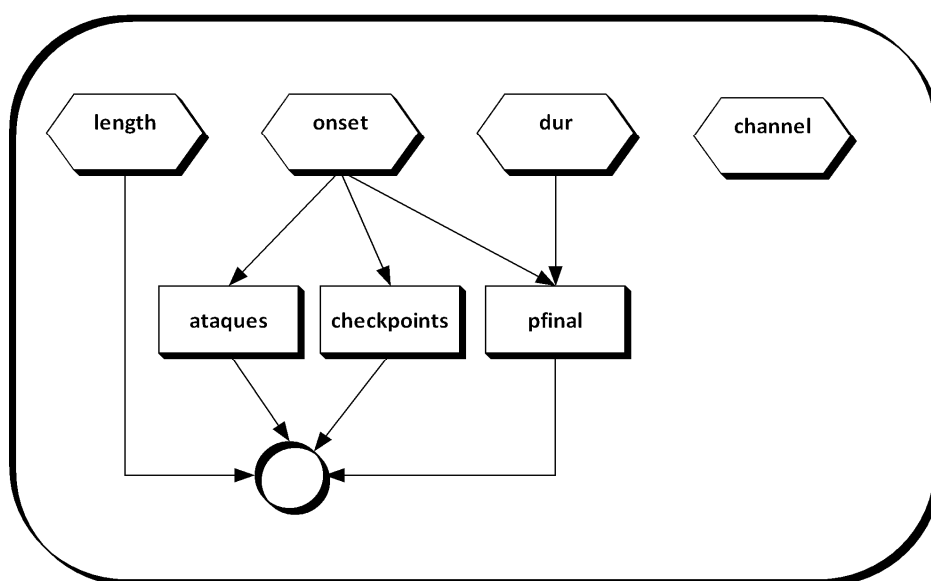 length
onset
dur
channel
ataques
checkpoints
pfinal